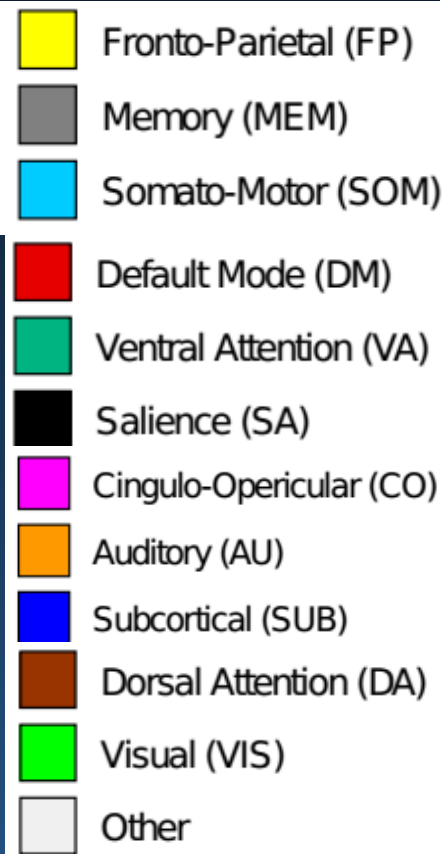 Fronto-Parietal (FP)
Memory (MEM)
Somato-Motor (SOM)
Default Mode (DM)
Ventral Attention (VA)
Salience (SA)
Cingulo-Opericular (CO)
Auditory (AU)
Subcortical (SUB)
Dorsal Attention (DA)
Visual (VIS)
Other